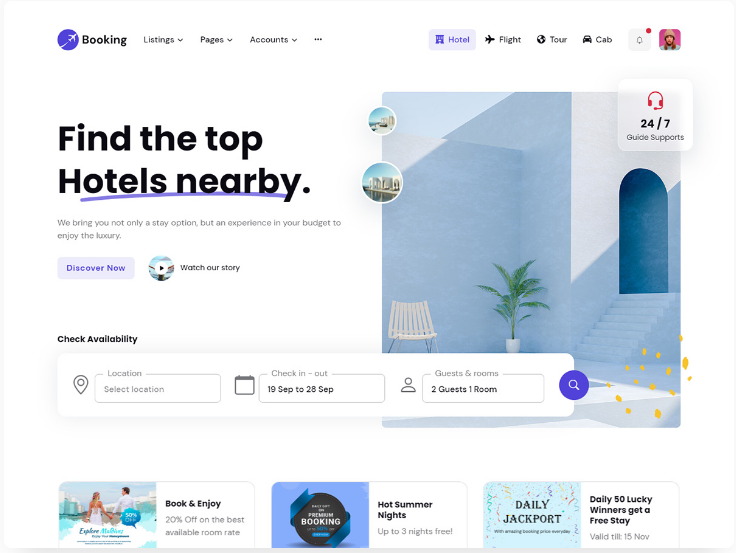 Booking
Listings
Pages
Accounts
Hotel
Flight
Tour
Cab
24 / 7
Guide Supports
Find the top
Hotels nearby.
We bring you not only a stay option, but an experience in your budget to
enjoy the luxury.
Discover Now
Watch our story
Check Availability
Location
Select location
Check in - out
19 Sep to 28 Sep
Guests & rooms
2 Guests 1 Room
50%
OFF
Explore Maldives
Book & Enjoy
20% Off on the best
available room rate
PREMIUM
BOOKING
Hot Summer
Nights
Up to 3 nights free!
DAILY
JACKPORT
With amazing booking price everyday
Daily 50 Lucky
Winners get a
Free Stay
Valid till: 15 Nov